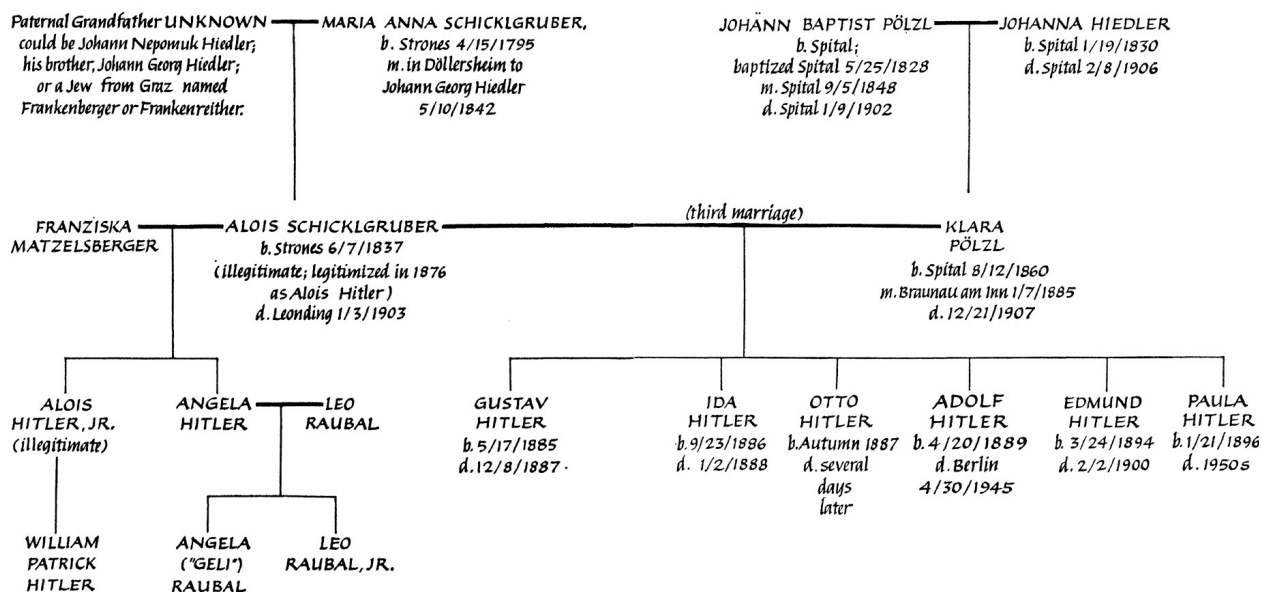 Paternal Grandfather UNKNOWN
could be Johann Nepomuk Hiedler;
his brother, Johann Georg Hiedler;
or a Jew from Graz named
Frankenberger or Frankenreither.
MARIA ANNA SCHICKLGRUBER,
b. Strones 4/15/1795
m. in Döllersheim to
Johann Georg Hiedler
5/10/1842
JOHÄNN BAPTIST PÖLZL
b. Spital;
baptized Spital 5/25/1828
m. Spital 9/5/1848
d. Spital 1/9/1902
JOHANNA HIEDLER
b. Spital 1/19/1830
d. Spital 2/8/1906
FRANZISKA
MATZELSBERGER
ALOIS SCHICKLGRUBER
b. Strones 6/7/1837
(illegitimate; legitimized in 1876
as Alois Hitler)
d. Leonding 1/3/1903
(third marriage)
KLARA
PÖLZL
b. Spital 8/12/1860
m. Braunau am Inn 1/7/1885
d. 12/21/1907
ALOIS
HITLER, JR.
(illegitimate)
ANGELA
HITLER
LEO
RAUBAL
GUSTAV
HITLER
b. 5/17/1885
d. 12/8/1887.
IDA
HITLER
b. 9/23/1886
d. 1/2/1888
OTTO
HITLER
b. Autumn 1887
d. several
days
later
ADOLF
HITLER
b. 4/20/1889
d. Berlin
4/30/1945
EDMUND
HITLER
b. 3/24/1894
d. 2/2/1900
PAULA
HITLER
b. 1/21/1896
d. 1950s
WILLIAM
PATRICK
HITLER
ANGELA
("GELI")
RAUBAL
LEO
RAUBAL, JR.